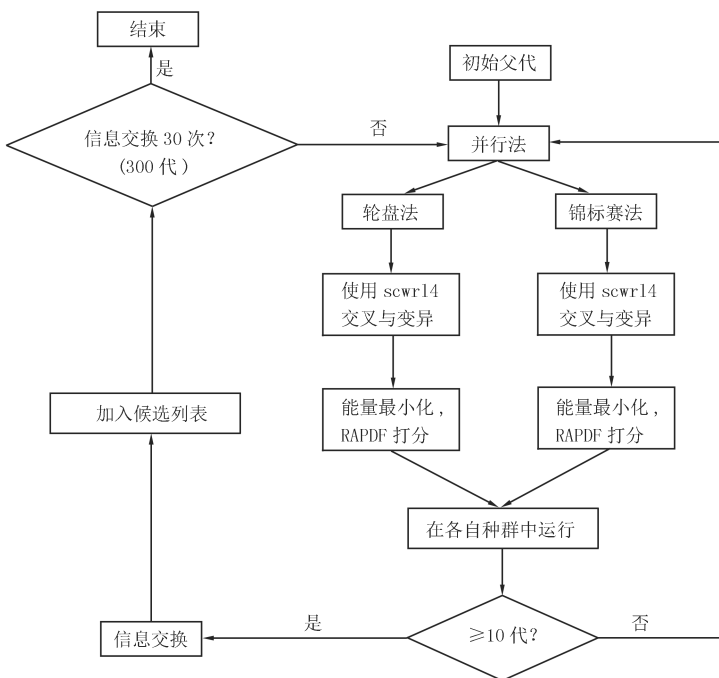 结束
是
初始父代
信息交换 30 次?
(300 代)
否
并行法
轮盘法
锦标赛法
使用 scwrl4
交叉与变异
使用 scwrl4
交叉与变异
加入候选列表
能量最小化,
RAPDF 打分
能量最小化,
RAPDF 打分
在各自种群中运行
信息交换
是
≥10 代?
否